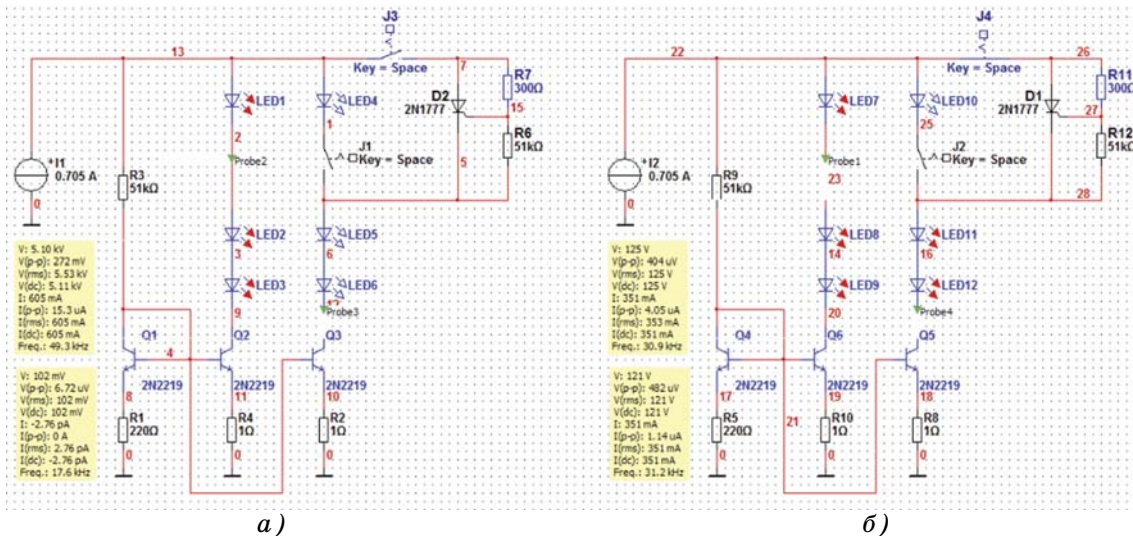 J3
13
Key = Space
7
R7
300Ω
LED1
LED4
D2
2N1777
15
2
1
R6
51kΩ
Probe2
J1
Key = Space
5
I1
0.705 A
R3
51kΩ
0
LED2
LED5
3
6
LED3
LED6
9
Probe3
V: 5.10 kV
V(p-p): 272 mV
V(rms): 5.53 kV
V(dc): 5.11 kV
I: 605 mA
I(p-p): 15.3 uA
I(rms): 605 mA
I(dc): 605 mA
Freq.: 49.3 kHz
Q1
Q2
Q3
4
2N2219
2N2219
2N2219
8
11
10
V: 102 mV
V(p-p): 6.72 uV
V(rms): 102 mV
V(dc): 102 mV
I: -2.76 pA
I(p-p): 0 A
I(rms): 2.76 pA
I(dc): -2.76 pA
Freq.: 17.6 kHz
R1
220Ω
R4
1Ω
R2
1Ω
0
0
0
а)
J4
22
26
Key = Space
R11
300Ω
LED7
LED10
D1
2N1777
27
25
R12
51kΩ
Probe1
J2
Key = Space
23
28
I2
0.705 A
R9
51kΩ
0
LED8
LED11
14
16
LED9
LED12
20
Probe4
V: 125 V
V(p-p): 404 uV
V(rms): 125 V
V(dc): 125 V
I: 351 mA
I(p-p): 4.05 uA
I(rms): 353 mA
I(dc): 351 mA
Freq.: 30.9 kHz
Q4
Q6
Q5
2N2219
2N2219
2N2219
17
19
18
V: 121 V
V(p-p): 482 uV
V(rms): 121 V
V(dc): 121 V
I: 351 mA
I(p-p): 1.14 uA
I(rms): 351 mA
I(dc): 351 mA
Freq.: 31.2 kHz
R5
220Ω
21
R10
1Ω
R8
1Ω
0
0
0
б)